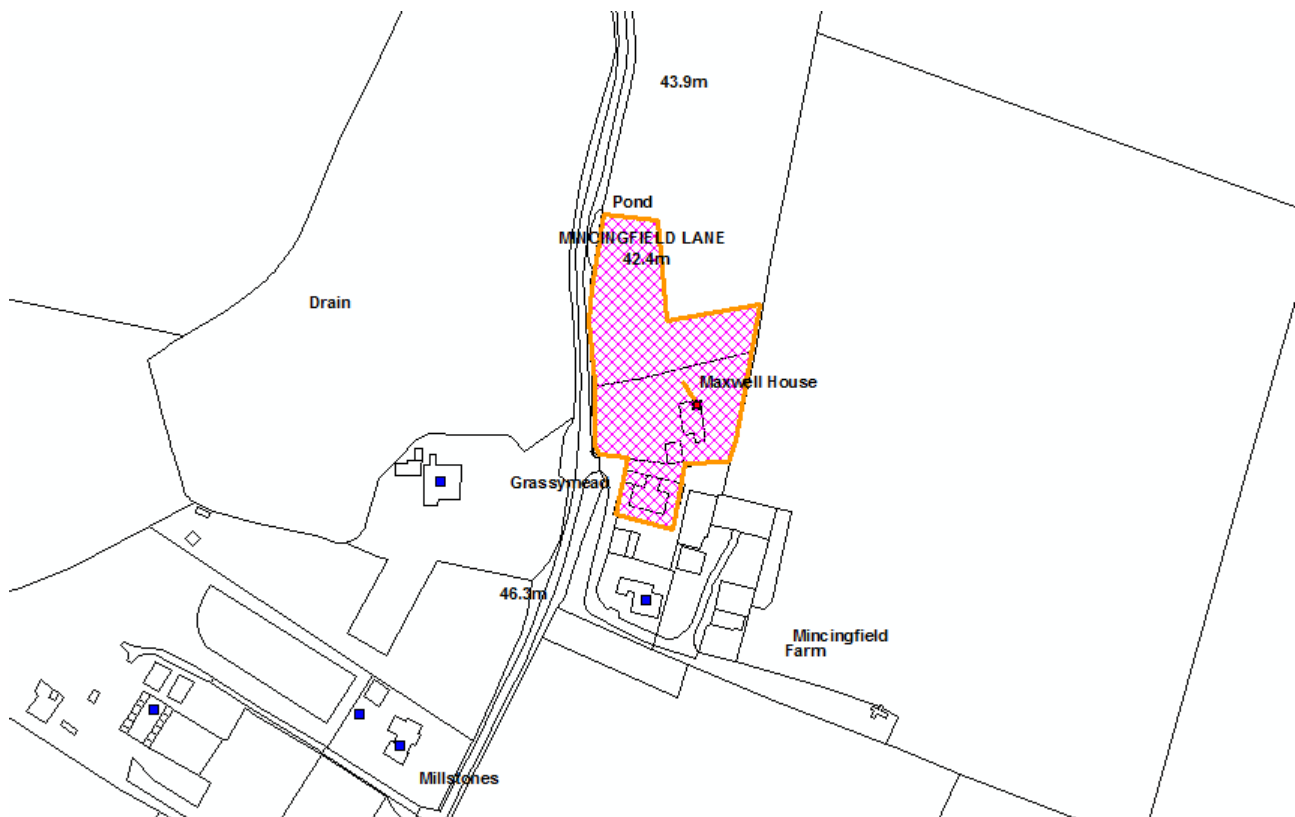 43.9m
Pond
MINCINGFIELD LANE
42.4m
Drain
Maxwell House
Grassymead
46.3m
Mincingfield
Farm
Millstones